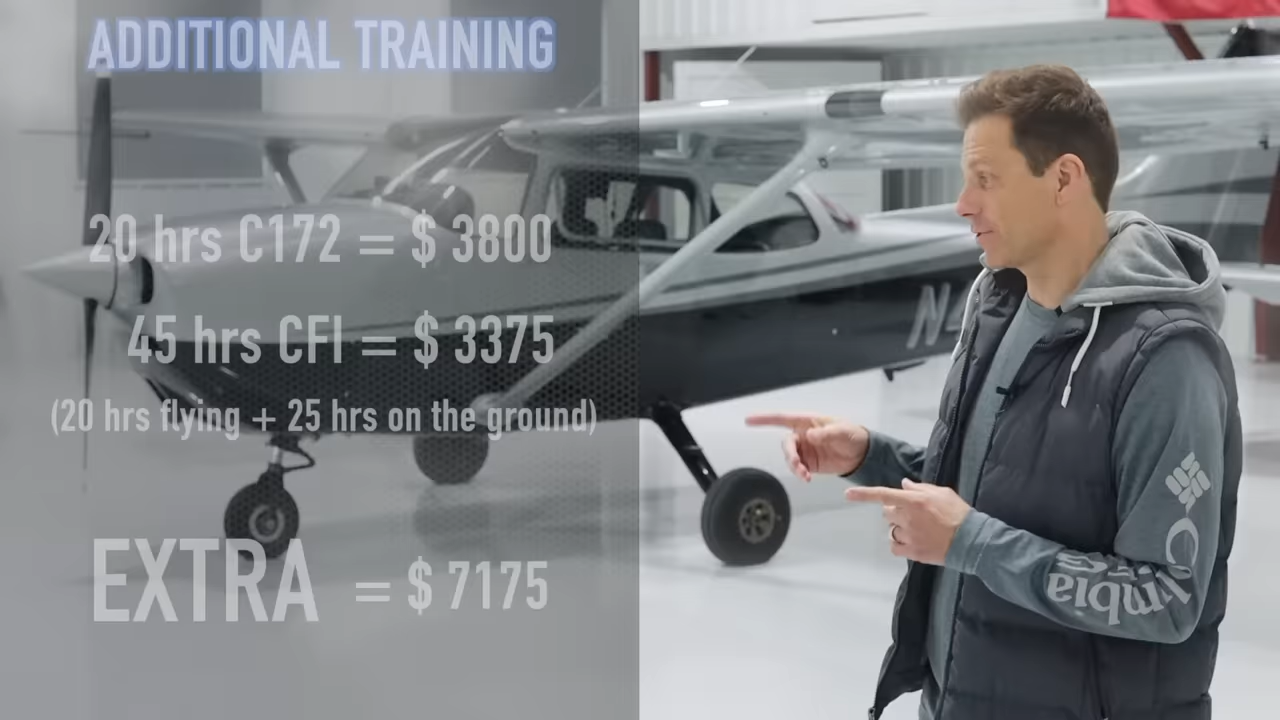 ADDITIONAL TRAINING
20 hrs C172 = $ 3800
45 hrs CFI = $ 3375
(20 hrs flying + 25 hrs on the ground)
EXTRA = $ 7175
N4
Columbia